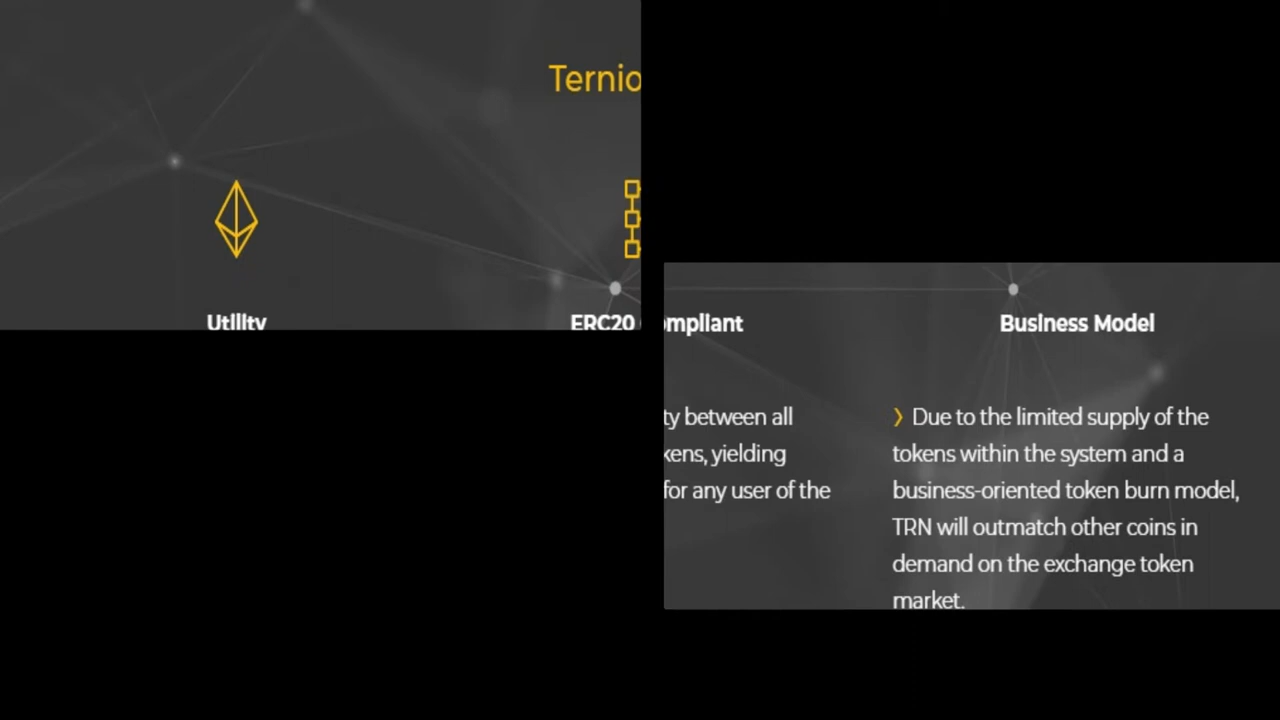 Ternio
Utility
ERC20
mpliant
Business Model
ty between all
kens, yielding
for any user of the
› Due to the limited supply of the
tokens within the system and a
business-oriented token burn model,
TRN will outmatch other coins in
demand on the exchange token
market.